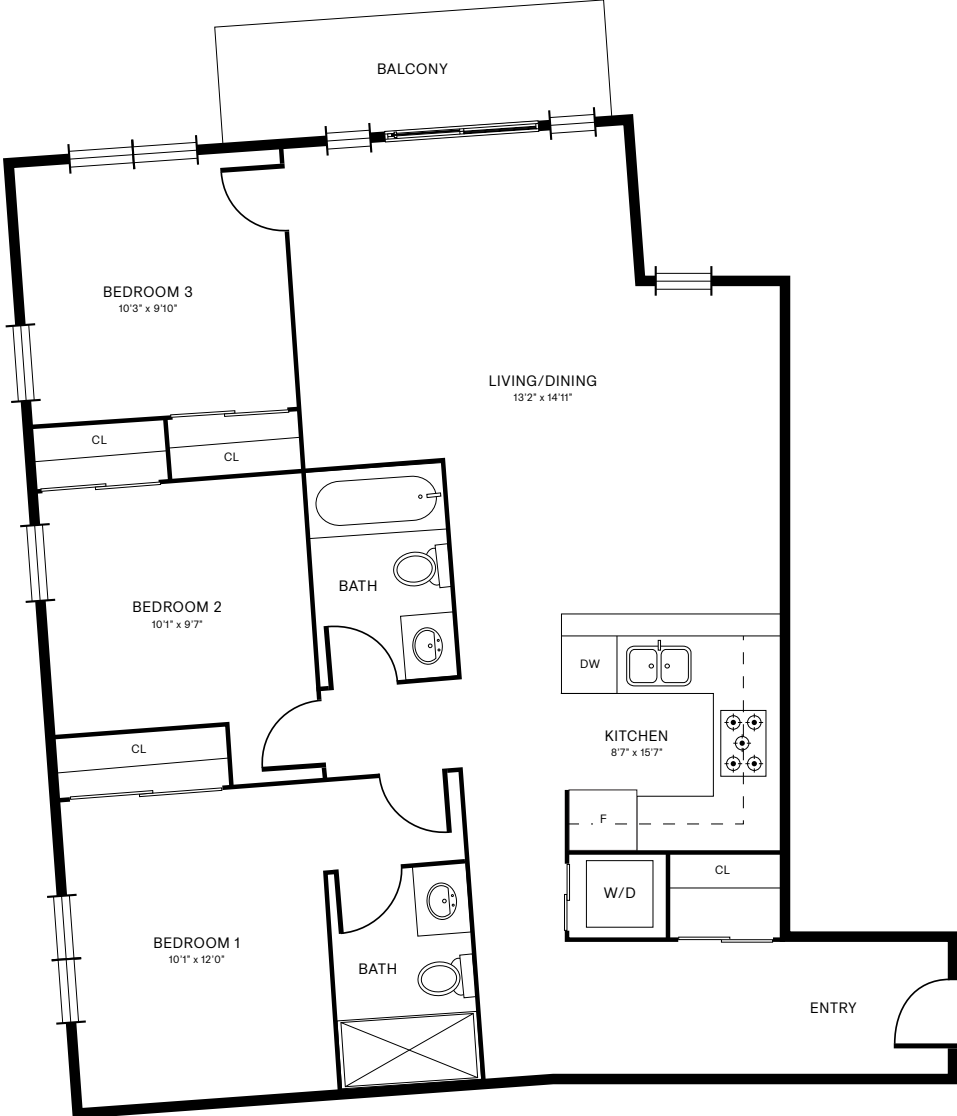 BALCONY
BEDROOM 3
10'3" x 9'10"
LIVING/DINING
13'2" x 14'11"
CL
CL
BATH
BEDROOM 2
10'1" x 9'7"
DW
KITCHEN
8'7" x 15'7"
CL
F
CL
W/D
BEDROOM 1
10'1" x 12'0"
BATH
ENTRY